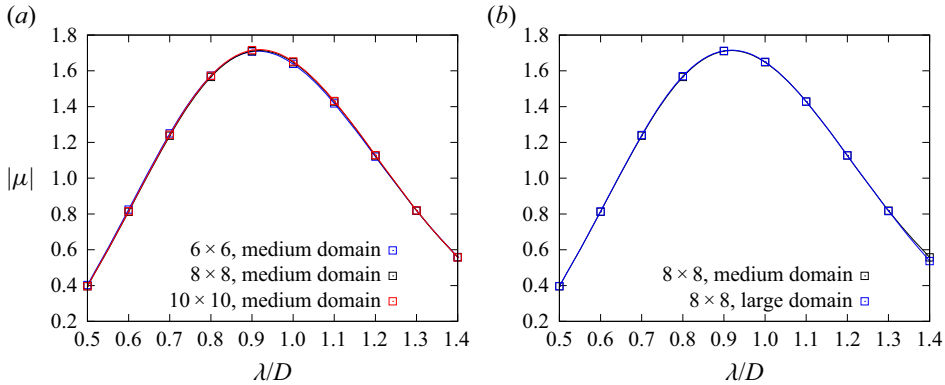 (a)
(b)
1.8
1.6
1.4
1.2
1.0
0.8
0.6
0.4
0.2
|μ|
6 × 6, medium domain
8 × 8, medium domain
10 × 10, medium domain
0.5 0.6 0.7 0.8 0.9 1.0 1.1 1.2 1.3 1.4
λ/D
1.8
1.6
1.4
1.2
1.0
0.8
0.6
0.4
0.2
8 × 8, medium domain
8 × 8, large domain
0.5 0.6 0.7 0.8 0.9 1.0 1.1 1.2 1.3 1.4
λ/D